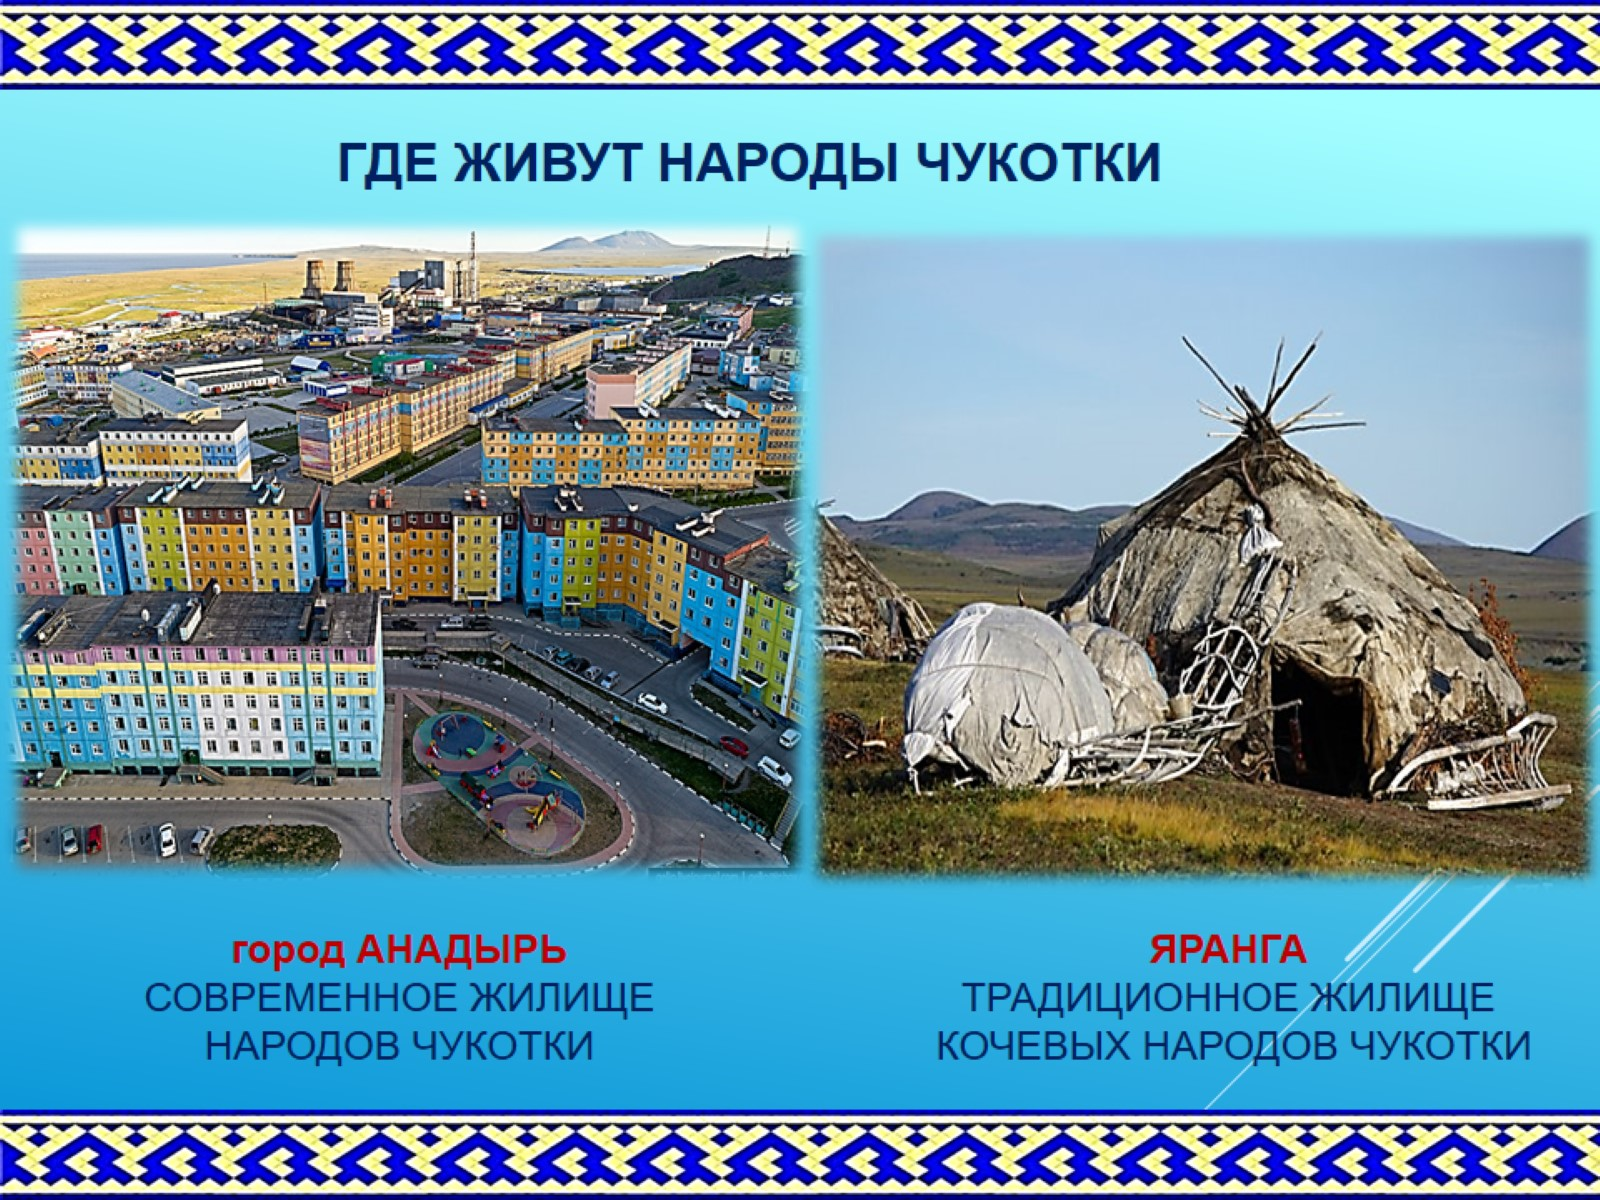 ГДЕ ЖИВУТ НАРОДЫ ЧУКОТКИ
город АНАДЫРЬ
СОВРЕМЕННОЕ ЖИЛИЩЕ
НАРОДОВ ЧУКОТКИ
ЯРАНГА
ТРАДИЦИОННОЕ ЖИЛИЩЕ
КОЧЕВЫХ НАРОДОВ ЧУКОТКИ